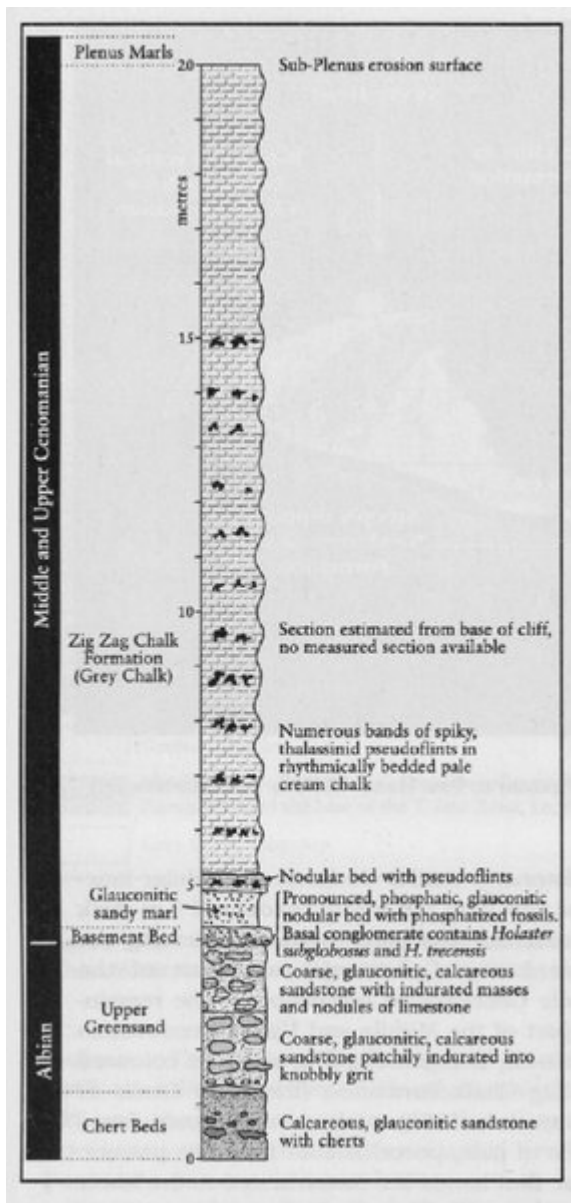 Plenus Marls
20
Sub-Plenus erosion surface
metres
15
Middle and Upper Cenomanian
10
Zig Zag Chalk
Formation
(Grey Chalk)
Section estimated from base of cliff,
no measured section available
Numerous bands of spiky,
thalassinid pseudoflints in
rhythmically bedded pale
cream chalk
5
Nodular bed with pseudoflints
Glauconitic
sandy marl
Pronounced, phosphatic, glauconitic
nodular bed with phosphatized fossils.
Basal conglomerate contains Holaster
subglobosus and H. trecensis
Basement Bed
Albian
Upper
Greensand
Coarse, glauconitic, calcareous
sandstone with indurated masses
and nodules of limestone
Coarse, glauconitic, calcareous
sandstone patchily indurated into
knobbly grit
Chert Beds
Calcareous, glauconitic sandstone
with cherts
0